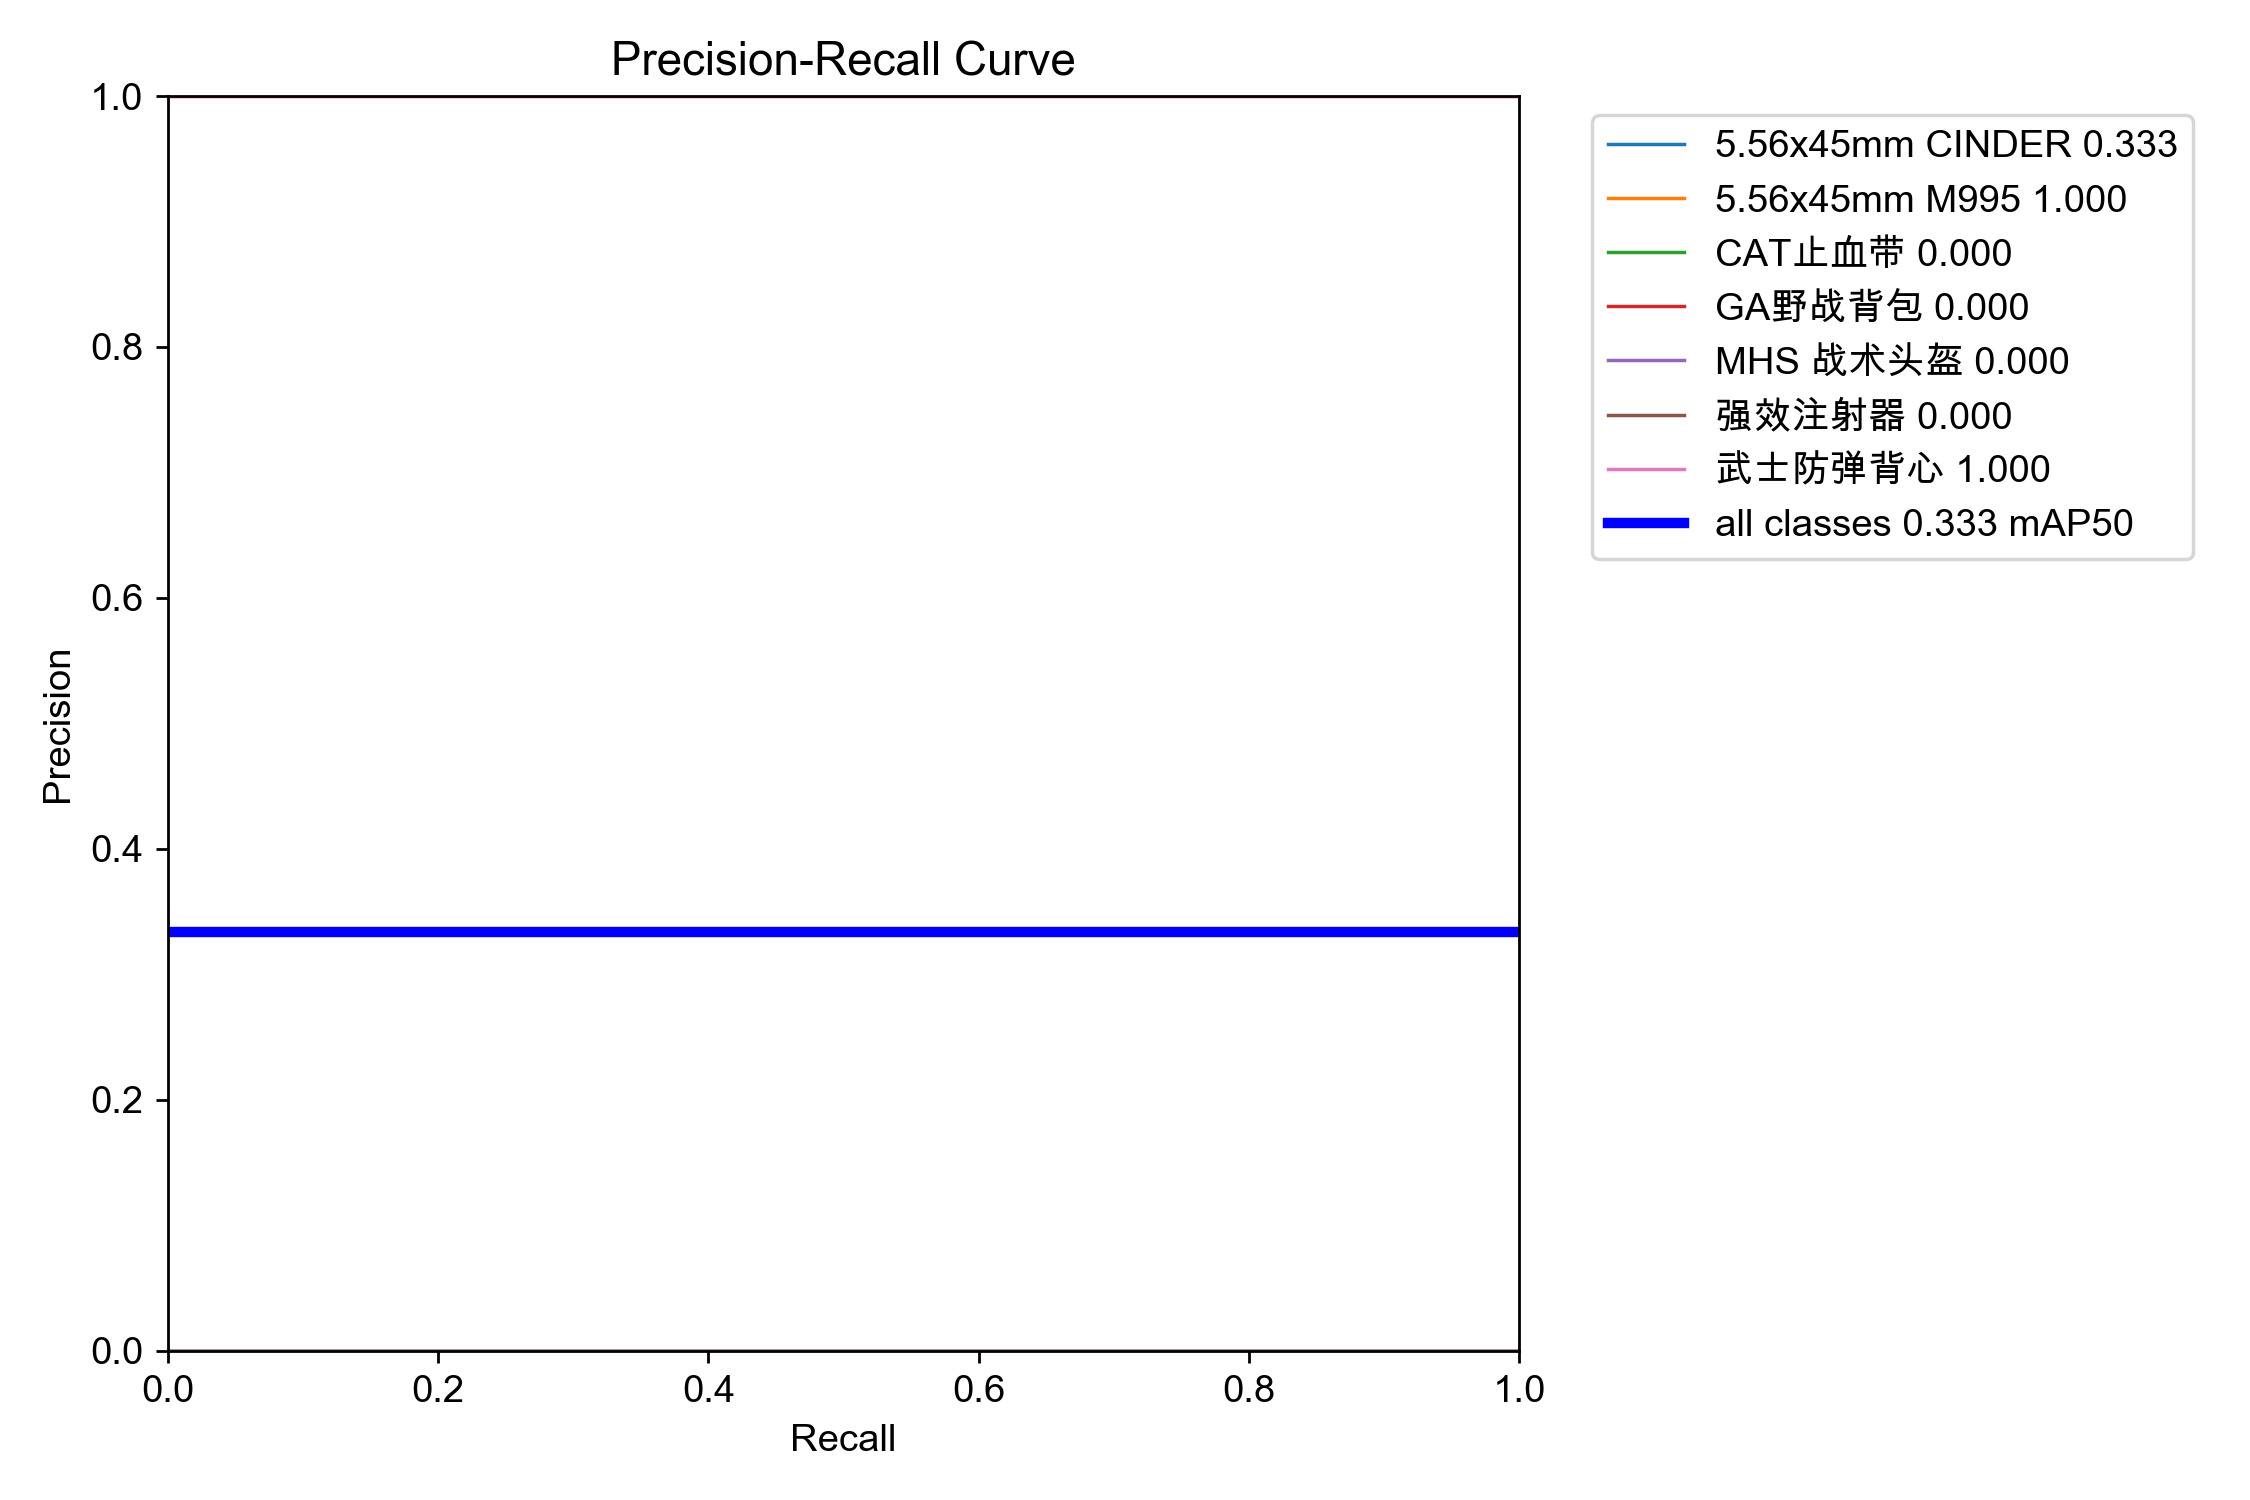 Precision-Recall Curve
1.0
0.8
0.6
0.4
0.2
0.0
Precision
0.0 0.2 0.4 0.6 0.8 1.0
Recall
5.56x45mm CINDER 0.333
5.56x45mm M995 1.000
CAT止血带 0.000
GA野战背包 0.000
MHS 战术头盔 0.000
强效注射器 0.000
武士防弹背心 1.000
all classes 0.333 mAP50